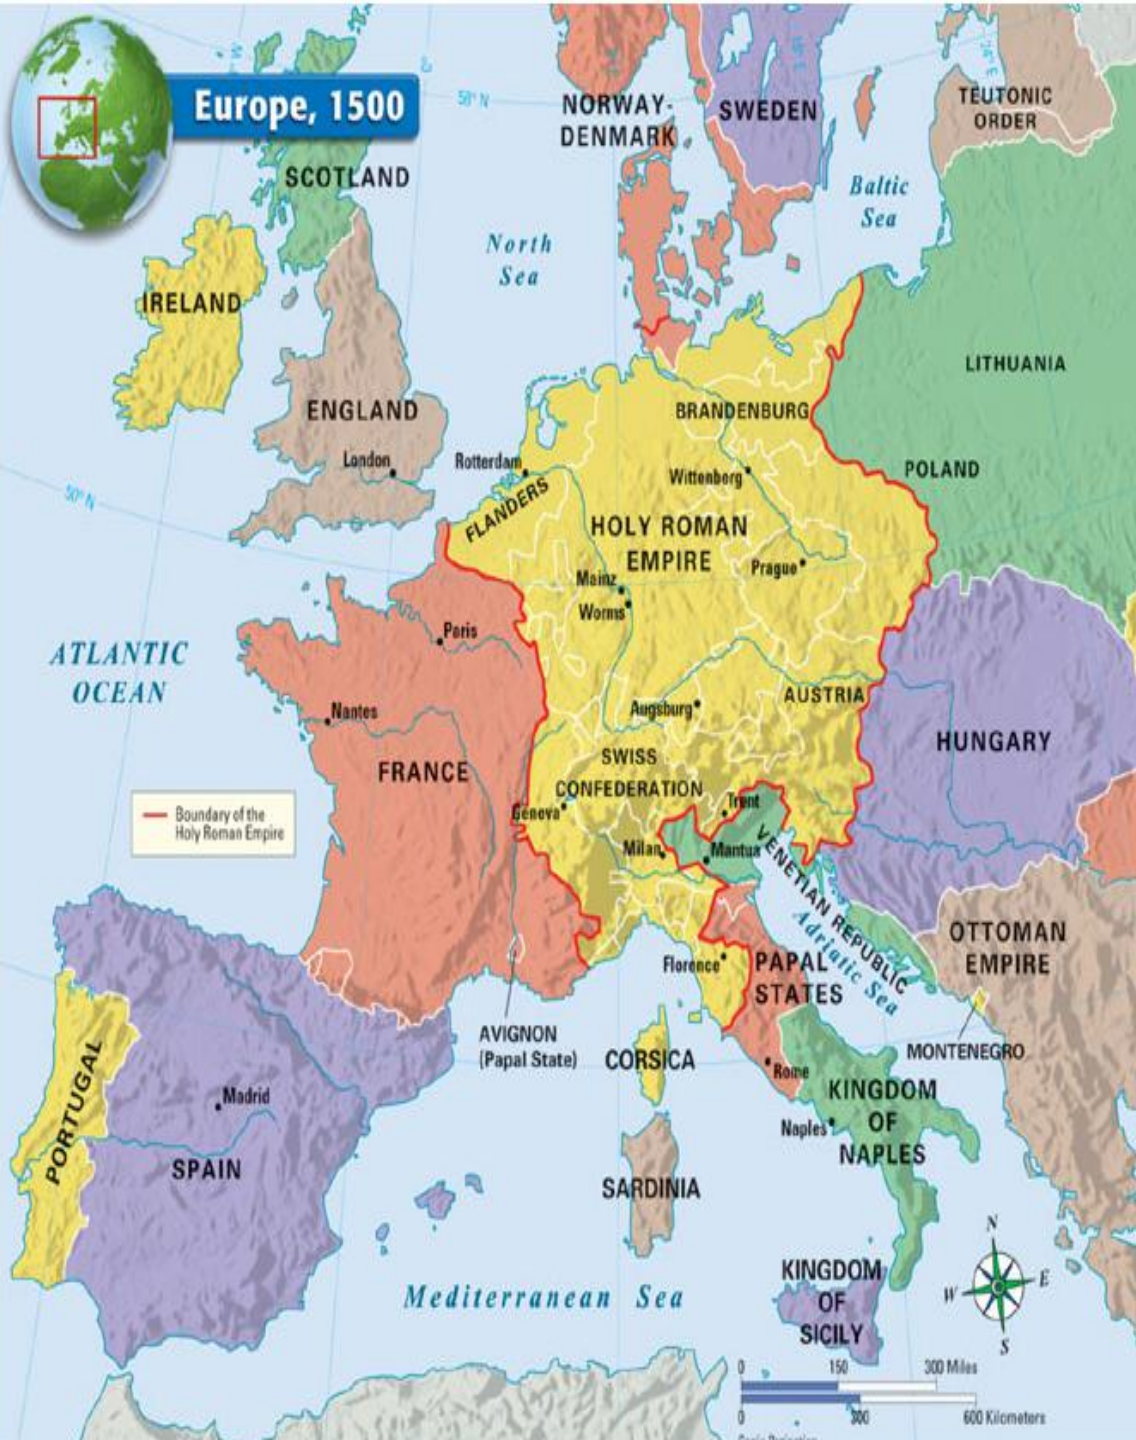 Europe, 1500
58° N
24° E
NORWAY-
DENMARK
SWEDEN
TEUTONIC
ORDER
SCOTLAND
Baltic
Sea
North
Sea
IRELAND
LITHUANIA
ENGLAND
BRANDENBURG
London
Rotterdam
POLAND
Wittenberg
50° N
FLANDERS
HOLY ROMAN
EMPIRE
Prague
Mainz
Worms
Paris
ATLANTIC
OCEAN
AUSTRIA
Augsburg
Nantes
HUNGARY
SWISS
CONFEDERATION
FRANCE
Trent
Geneva
Boundary of the
Holy Roman Empire
Milan
Mantua
VENETIAN REPUBLIC
Adriatic Sea
OTTOMAN
EMPIRE
Florence
PAPAL
STATES
AVIGNON
(Papal State)
CORSICA
MONTENEGRO
Rome
KINGDOM
OF
NAPLES
Naples
Madrid
PORTUGAL
SPAIN
SARDINIA
N
W
E
S
KINGDOM
OF
SICILY
Mediterranean Sea
0 150 300 Miles
0 300 600 Kilometers